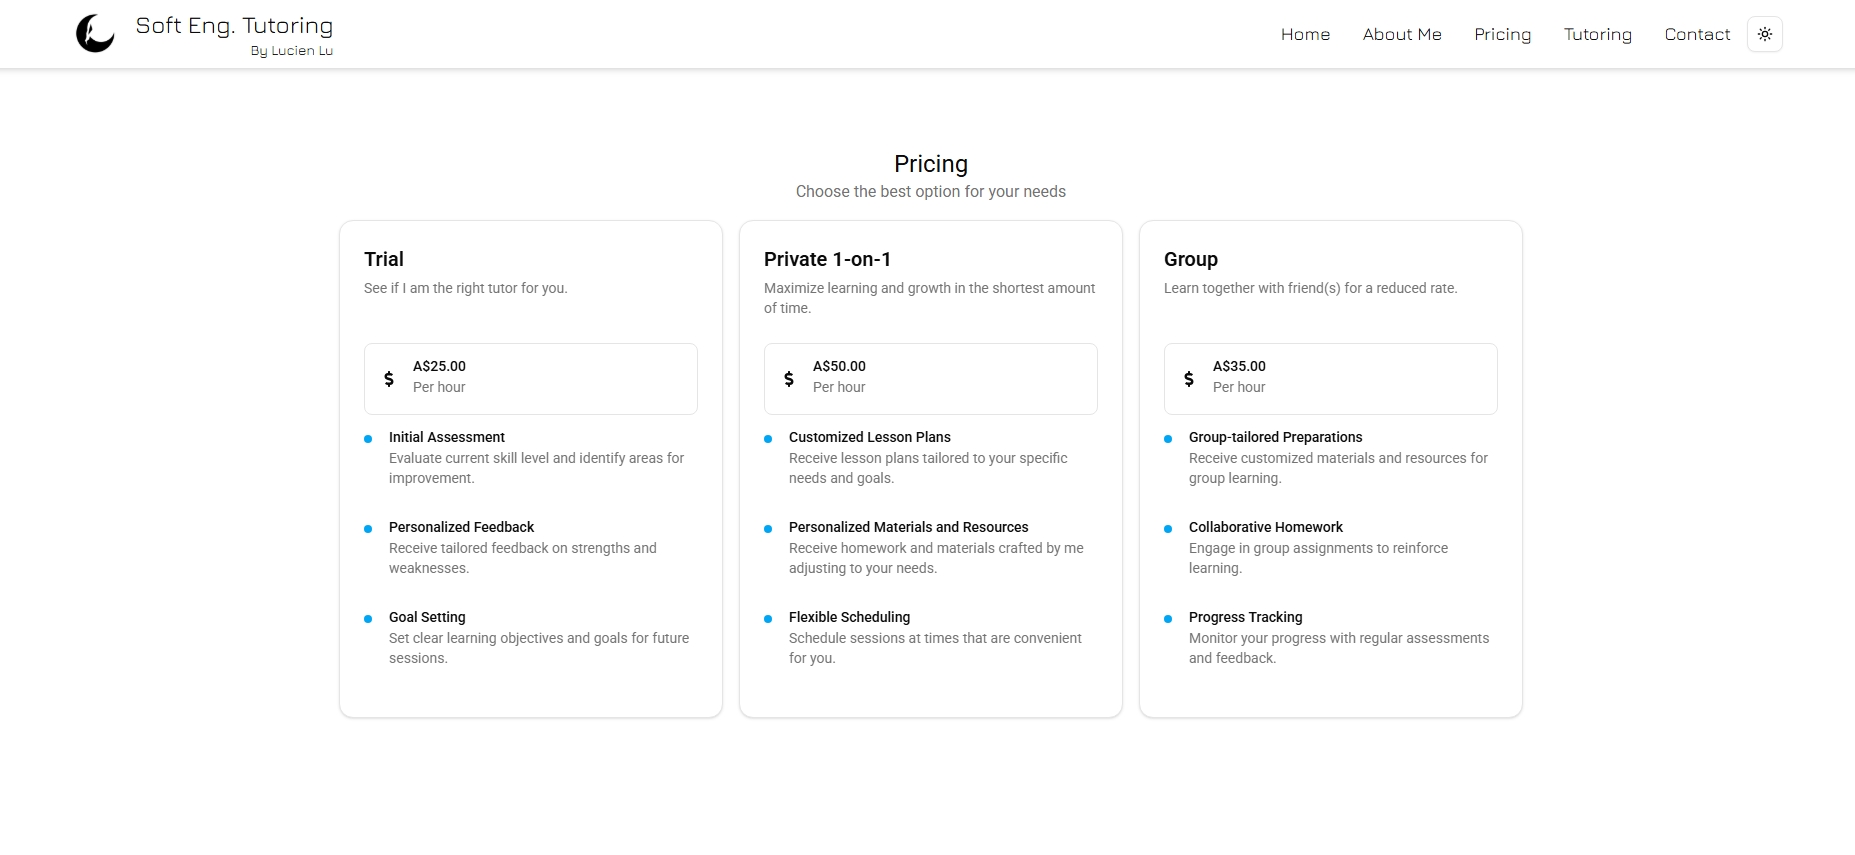 Soft Eng. Tutoring
By Lucien Lu
Home
About Me
Pricing
Tutoring
Contact
Pricing
Choose the best option for your needs
Trial
See if I am the right tutor for you.
$
A$25.00
Per hour
Initial Assessment
Evaluate current skill level and identify areas for
improvement.
Personalized Feedback
Receive tailored feedback on strengths and
weaknesses.
Goal Setting
Set clear learning objectives and goals for future
sessions.
Private 1-on-1
Maximize learning and growth in the shortest amount
of time.
$
A$50.00
Per hour
Customized Lesson Plans
Receive lesson plans tailored to your specific
needs and goals.
Personalized Materials and Resources
Receive homework and materials crafted by me
adjusting to your needs.
Flexible Scheduling
Schedule sessions at times that are convenient
for you.
Group
Learn together with friend(s) for a reduced rate.
$
A$35.00
Per hour
Group-tailored Preparations
Receive customized materials and resources for
group learning.
Collaborative Homework
Engage in group assignments to reinforce
learning.
Progress Tracking
Monitor your progress with regular assessments
and feedback.